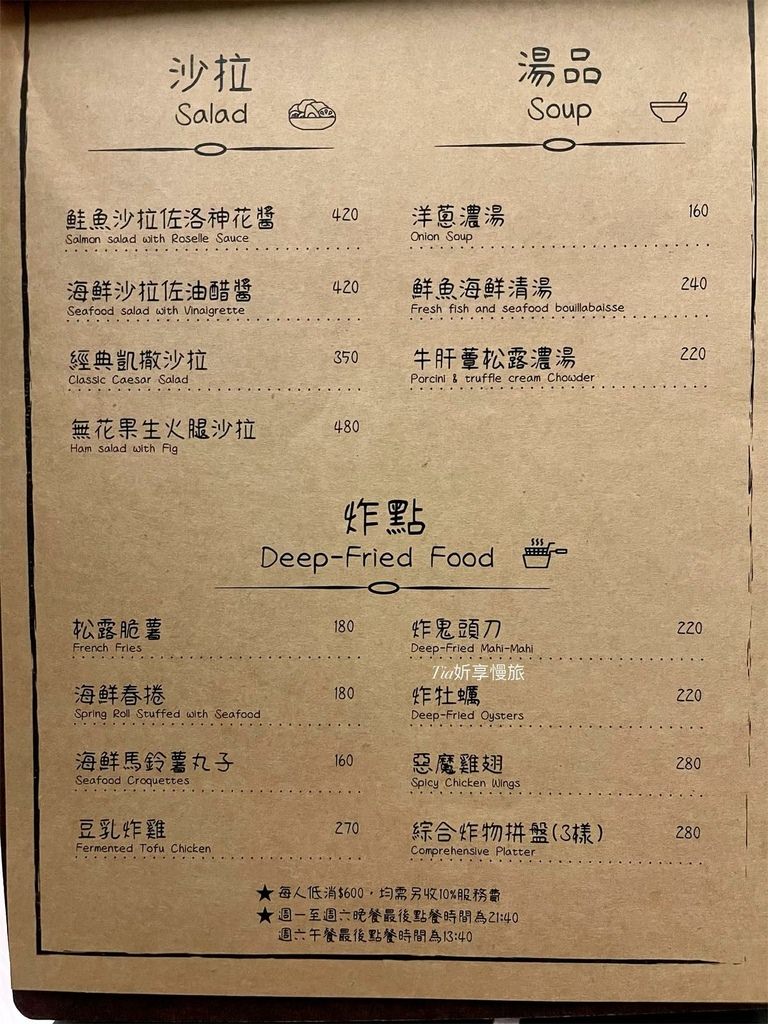 沙拉
Salad
鮭魚沙拉佐洛神花醬 420
Salmon salad with Roselle Sauce
海鮮沙拉佐油醋醬 420
Seafood salad with Vinaigrette
經典凱撒沙拉 350
Classic Caesar Salad
無花果生火腿沙拉 480
Ham salad with Fig
湯品
Soup
洋蔥濃湯 160
Onion Soup
鮮魚海鮮清湯 240
Fresh fish and seafood bouillabaisse
牛肝蕈松露濃湯 220
Porcini & truffle cream Chowder
炸點
Deep-Fried Food
松露脆薯 180
French Fries
海鮮春捲 180
Spring Roll Stuffed with Seafood
海鮮馬鈴薯丸子 160
Seafood Croquettes
豆乳炸雞 270
Fermented Tofu Chicken
炸鬼頭刀 220
Deep-Fried Mahi-Mahi
Tia妡享慢旅
炸牡蠣 220
Deep-Fried Oysters
惡魔雞翅 280
Spicy Chicken Wings
綜合炸物拼盤(3樣) 280
Comprehensive Platter
★每人低消$600，均需另收10%服務費
★週一至週六晚餐最後點餐時間為21:40
週六午餐最後點餐時間為13:40